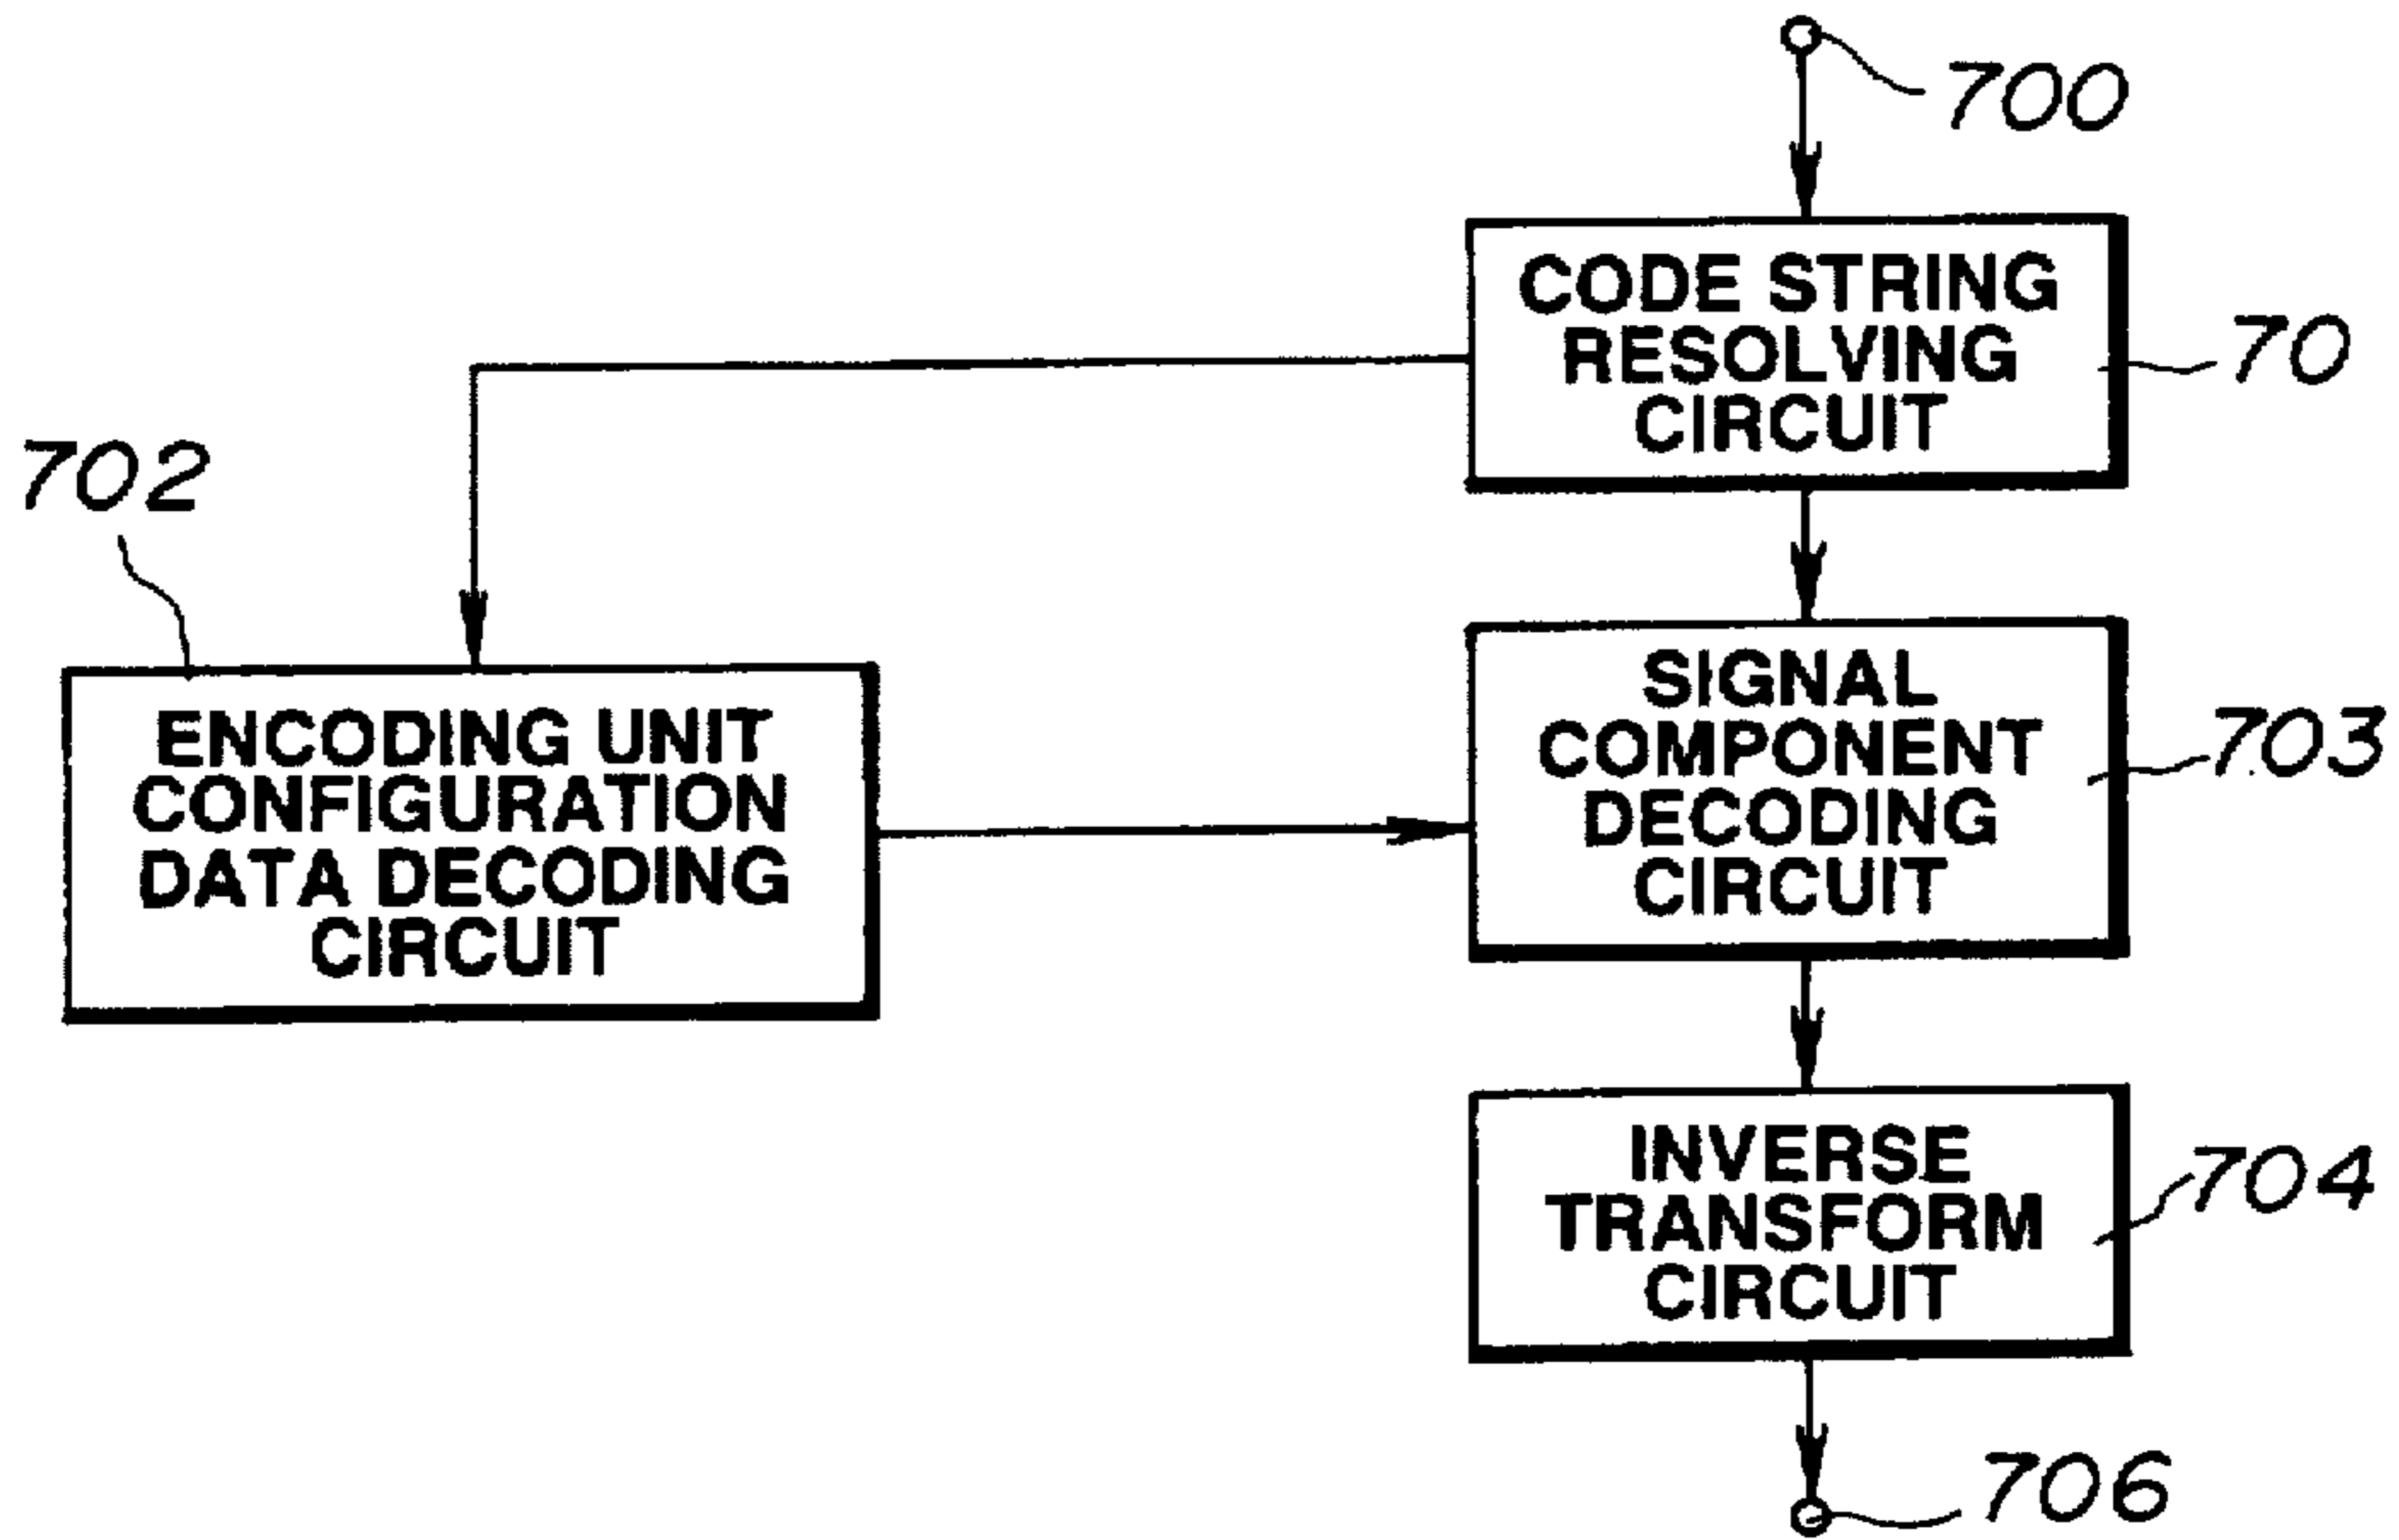 700
CODE STRING
RESOLVING
CIRCUIT
70
702
ENCODING UNIT
CONFIGURATION
DATA DECODING
CIRCUIT
SIGNAL
COMPONENT
DECODING
CIRCUIT
703
INVERSE
TRANSFORM
CIRCUIT
704
706